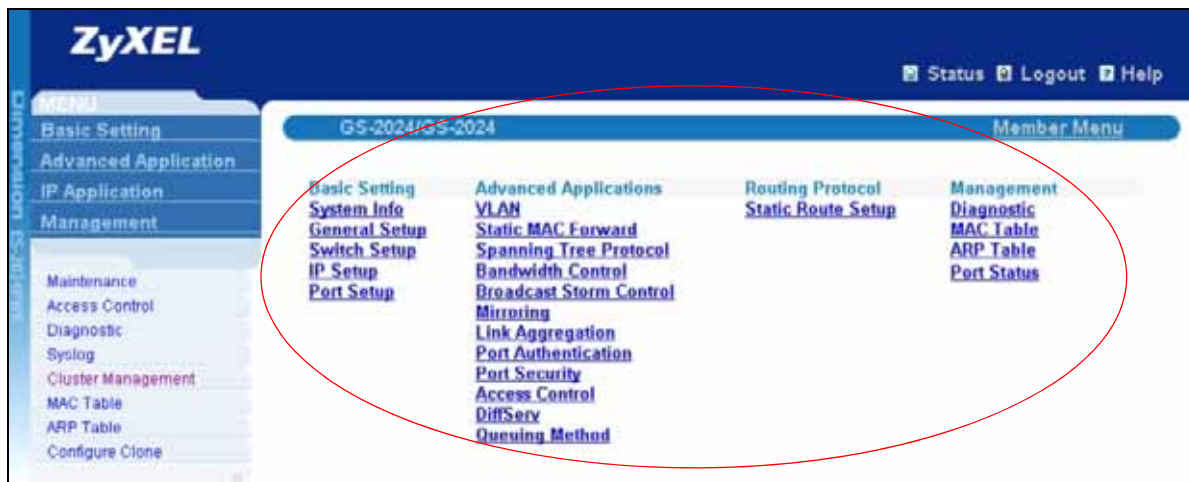 ZyXEL
Status Logout Help
MENU
Basic Setting
Advanced Application
IP Application
Management
Maintenance
Access Control
Diagnostic
Syslog
Cluster Management
MAC Table
ARP Table
Configure Clone
GS-2024/GS-2024 Member Menu
Basic Setting
System Info
General Setup
Switch Setup
IP Setup
Port Setup
Advanced Applications
VLAN
Static MAC Forward
Spanning Tree Protocol
Bandwidth Control
Broadcast Storm Control
Mirroring
Link Aggregation
Port Authentication
Port Security
Access Control
DiffServ
Queuing Method
Routing Protocol
Static Route Setup
Management
Diagnostic
MAC Table
ARP Table
Port Status